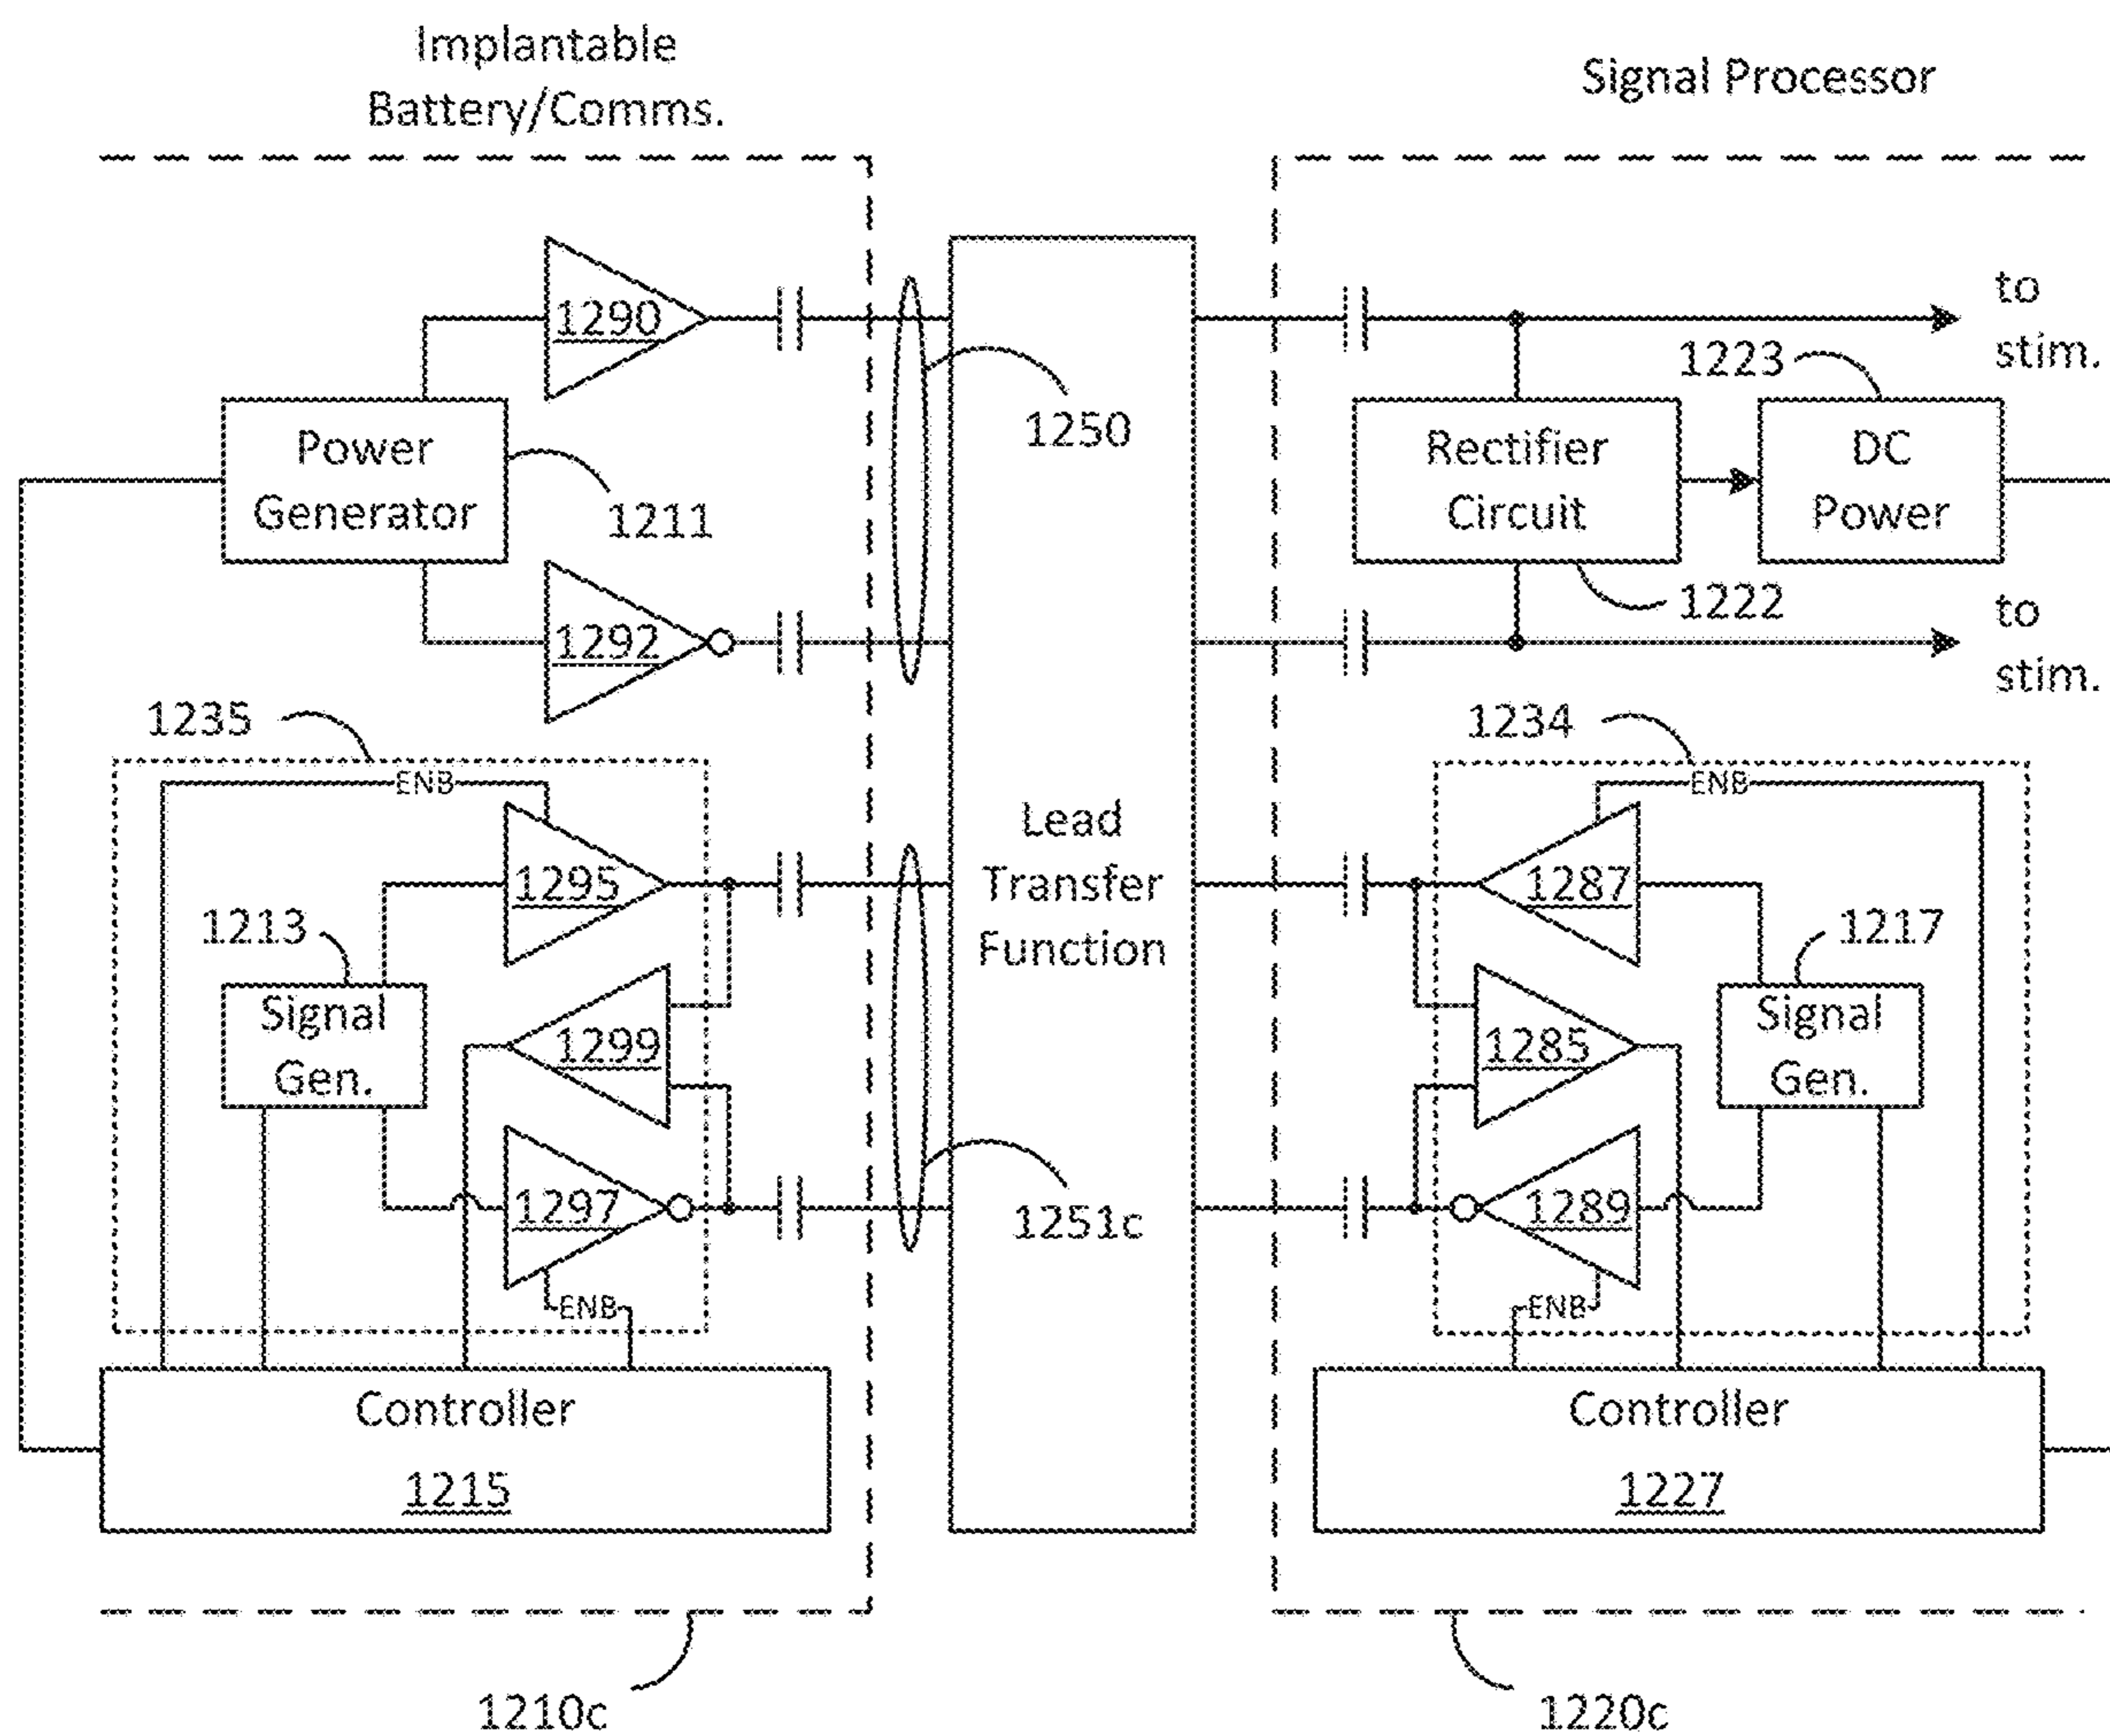 Implantable
Battery/Comms.
Signal Processor
1290
to
stim.
1250
1223
Power
Generator
1211
Rectifier
Circuit
DC
Power
1222
1292
to
stim.
1235
1234
ENB
ENB
Lead
Transfer
Function
1295
1287
1213
1217
Signal
Gen.
Signal
Gen.
1299
1285
1297
1289
1251c
ENB
ENB
Controller
1215
Controller
1227
1210c
1220c